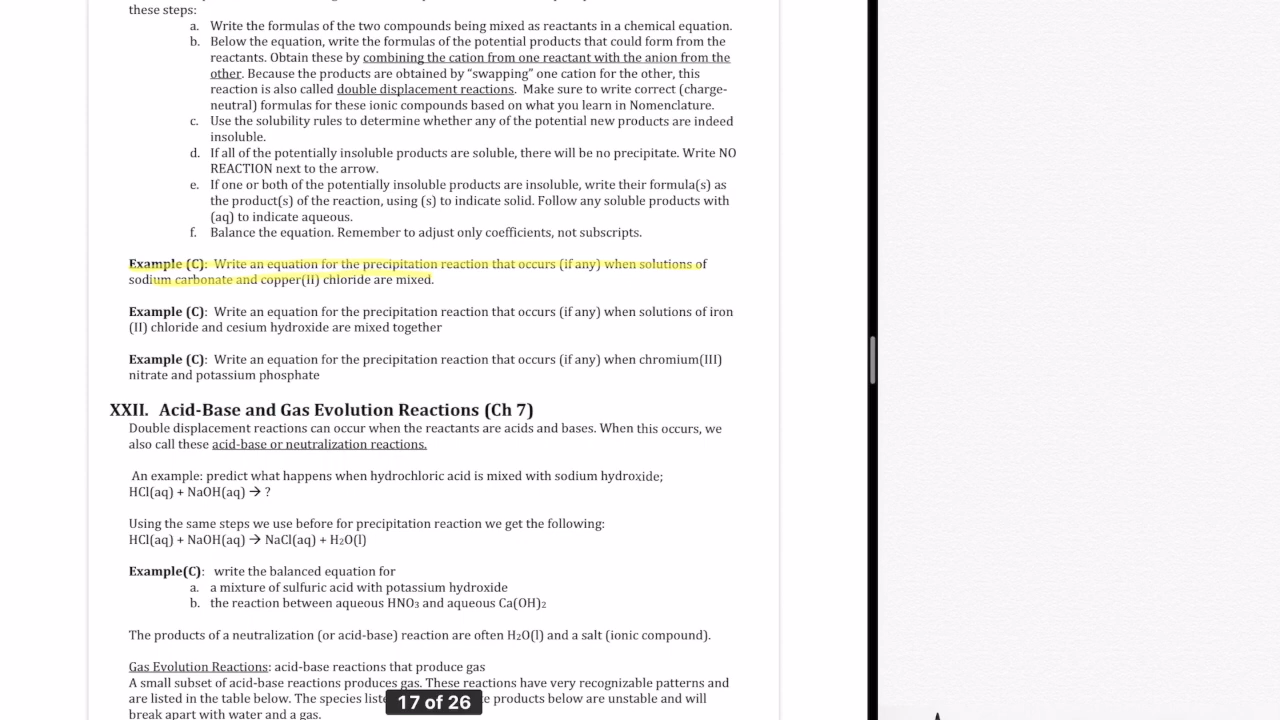 these steps:
a. Write the formulas of the two compounds being mixed as reactants in a chemical equation.
b. Below the equation, write the formulas of the potential products that could form from the
reactants. Obtain these by combining the cation from one reactant with the anion from the
other. Because the products are obtained by “swapping” one cation for the other, this
reaction is also called double displacement reactions. Make sure to write correct (charge-
neutral) formulas for these ionic compounds based on what you learn in Nomenclature.
c. Use the solubility rules to determine whether any of the potential new products are indeed
insoluble.
d. If all of the potentially insoluble products are soluble, there will be no precipitate. Write NO
REACTION next to the arrow.
e. If one or both of the potentially insoluble products are insoluble, write their formula(s) as
the product(s) of the reaction, using (s) to indicate solid. Follow any soluble products with
(aq) to indicate aqueous.
f. Balance the equation. Remember to adjust only coefficients, not subscripts.
Example (C): Write an equation for the precipitation reaction that occurs (if any) when solutions of
sodium carbonate and copper(II) chloride are mixed.
Example (C): Write an equation for the precipitation reaction that occurs (if any) when solutions of iron
(II) chloride and cesium hydroxide are mixed together
Example (C): Write an equation for the precipitation reaction that occurs (if any) when chromium(III)
nitrate and potassium phosphate
XXII. Acid-Base and Gas Evolution Reactions (Ch 7)
Double displacement reactions can occur when the reactants are acids and bases. When this occurs, we
also call these acid-base or neutralization reactions.
An example: predict what happens when hydrochloric acid is mixed with sodium hydroxide;
HCl(aq) + NaOH(aq) → ?
Using the same steps we use before for precipitation reaction we get the following:
HCl(aq) + NaOH(aq) → NaCl(aq) + H2O(l)
Example(C): write the balanced equation for
a. a mixture of sulfuric acid with potassium hydroxide
b. the reaction between aqueous HNO3 and aqueous Ca(OH)2
The products of a neutralization (or acid-base) reaction are often H2O(l) and a salt (ionic compound).
Gas Evolution Reactions: acid-base reactions that produce gas
A small subset of acid-base reactions produces gas. These reactions have very recognizable patterns and
are listed in the table below. The species products below are unstable and will
break apart with water and a gas.
17 of 26